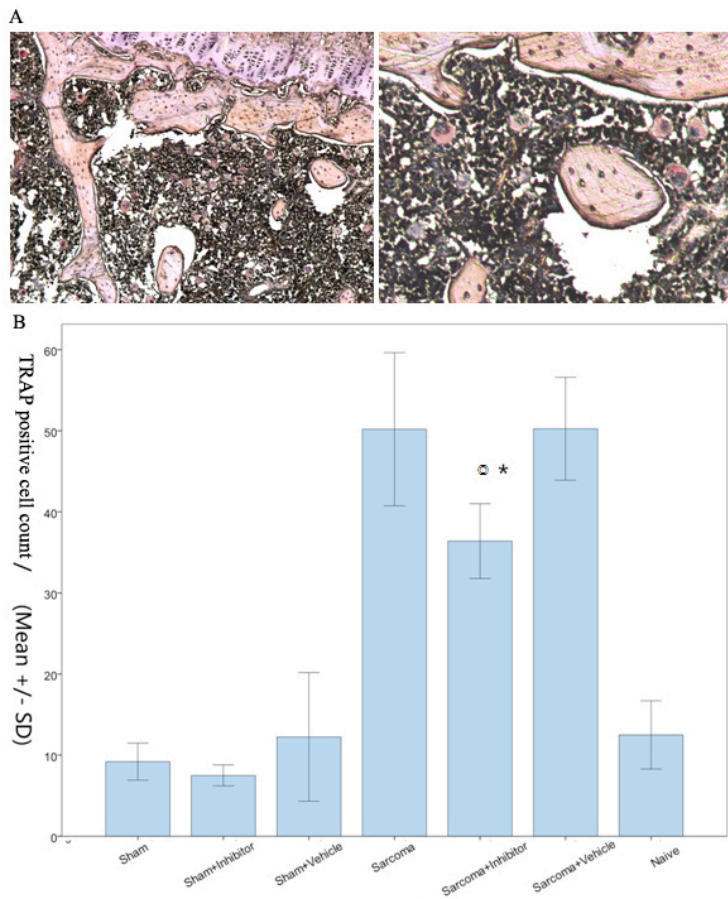 A
B
TRAP positive cell count /
(Mean +/- SD)
60
50
40
30
20
10
0
*
Sham
Sham+Inhibitor
Sham+Vehicle
Sarcoma
Sarcoma+Inhibitor
Sarcoma+Vehicle
Naive